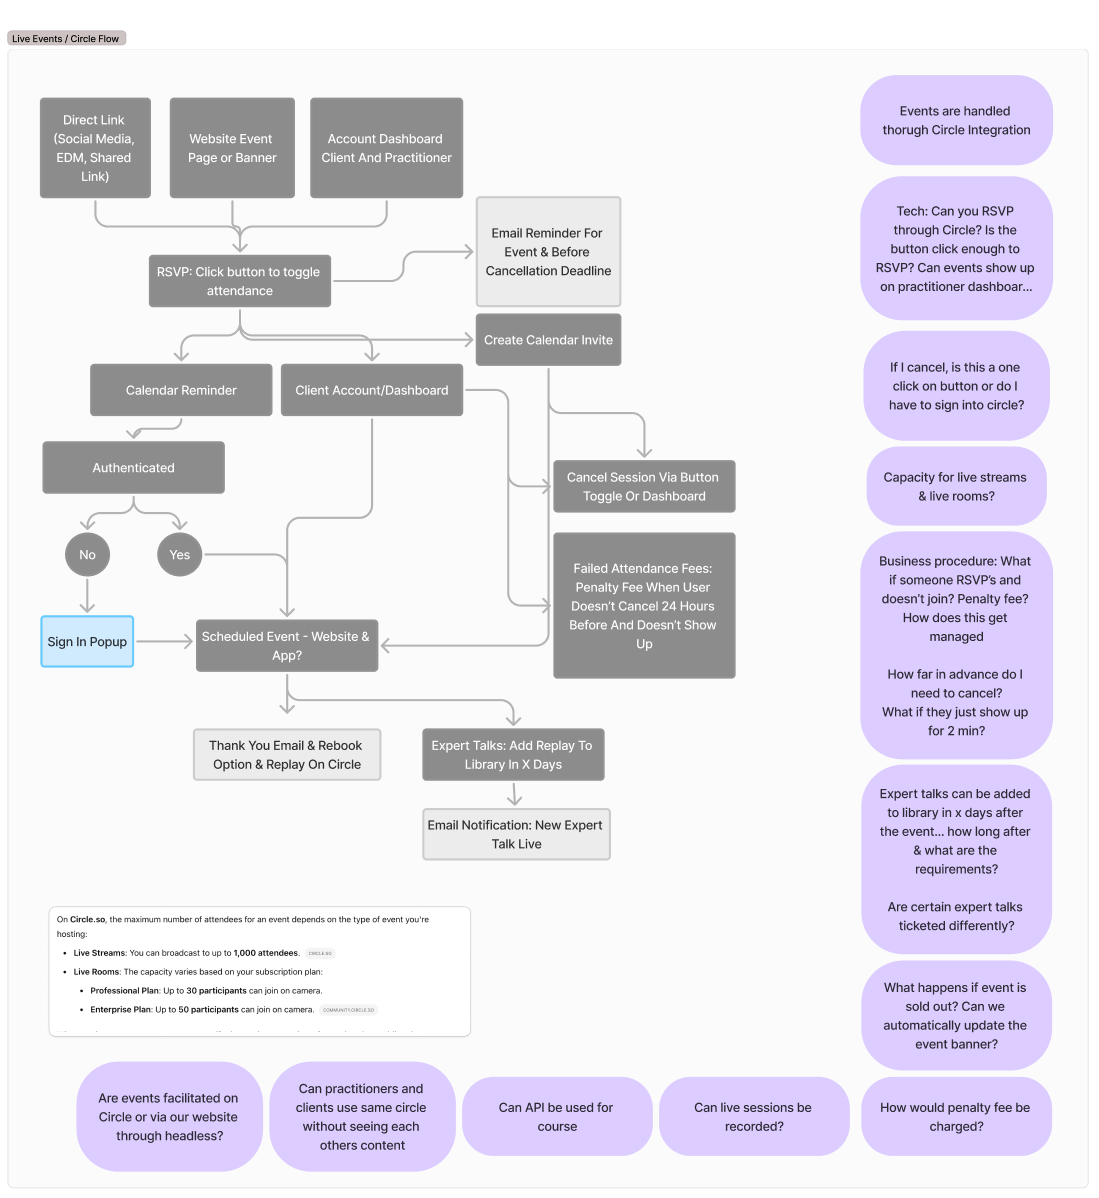 Live Events / Circle Flow
Direct Link
(Social Media,
EDM, Shared
Link)
Website Event
Page or Banner
Account Dashboard
Client And Practitioner
RSVP: Click button to toggle
attendance
Email Reminder For
Event & Before
Cancellation Deadline
Create Calendar Invite
Calendar Reminder
Client Account/Dashboard
Authenticated
No
Yes
Cancel Session Via Button
Toggle Or Dashboard
Failed Attendance Fees:
Penalty Fee When User
Doesn't Cancel 24 Hours
Before And Doesn't Show
Up
Sign In Popup
Scheduled Event - Website &
App?
Thank You Email & Rebook
Option & Replay On Circle
Expert Talks: Add Replay To
Library In X Days
Email Notification: New Expert
Talk Live
On Circle.so, the maximum number of attendees for an event depends on the type of event you're
hosting:
• Live Streams: You can broadcast to up to 1,000 attendees. CIRCLE.SO
• Live Rooms: The capacity varies based on your subscription plan:
• Professional Plan: Up to 30 participants can join on camera.
• Enterprise Plan: Up to 50 participants can join on camera. COMMUNITY.CIRCLE.SO
Events are handled
thorugh Circle Integration
Tech: Can you RSVP
through Circle? Is the
button click enough to
RSVP? Can events show up
on practitioner dashboar...
If I cancel, is this a one
click on button or do I
have to sign into circle?
Capacity for live streams
& live rooms?
Business procedure: What
if someone RSVP's and
doesn't join? Penalty fee?
How does this get
managed
How far in advance do I
need to cancel?
What if they just show up
for 2 min?
Expert talks can be added
to library in x days after
the event... how long after
& what are the
requirements?
Are certain expert talks
ticketed differently?
What happens if event is
sold out? Can we
automatically update the
event banner?
Are events facilitated on
Circle or via our website
through headless?
Can practitioners and
clients use same circle
without seeing each
others content
Can API be used for
course
Can live sessions be
recorded?
How would penalty fee be
charged?